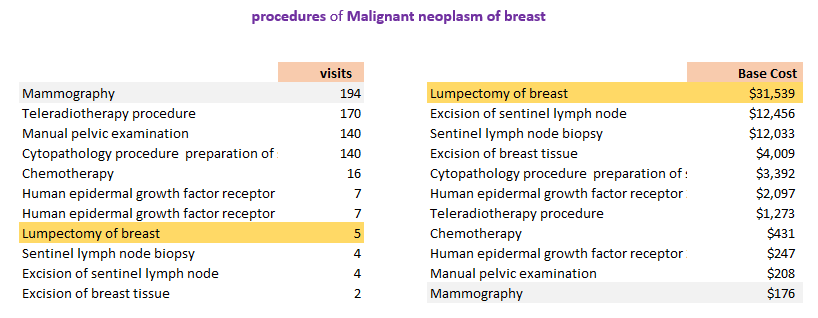 procedures of Malignant neoplasm of breast
visits
Mammography 194
Teleradiotherapy procedure 170
Manual pelvic examination 140
Cytopathology procedure preparation of 140
Chemotherapy 16
Human epidermal growth factor receptor 7
Human epidermal growth factor receptor 7
Lumpectomy of breast 5
Sentinel lymph node biopsy 4
Excision of sentinel lymph node 4
Excision of breast tissue 2
Base Cost
Lumpectomy of breast $31,539
Excision of sentinel lymph node $12,456
Sentinel lymph node biopsy $12,033
Excision of breast tissue $4,009
Cytopathology procedure preparation of $3,392
Human epidermal growth factor receptor $2,097
Teleradiotherapy procedure $1,273
Chemotherapy $431
Human epidermal growth factor receptor $247
Manual pelvic examination $208
Mammography $176